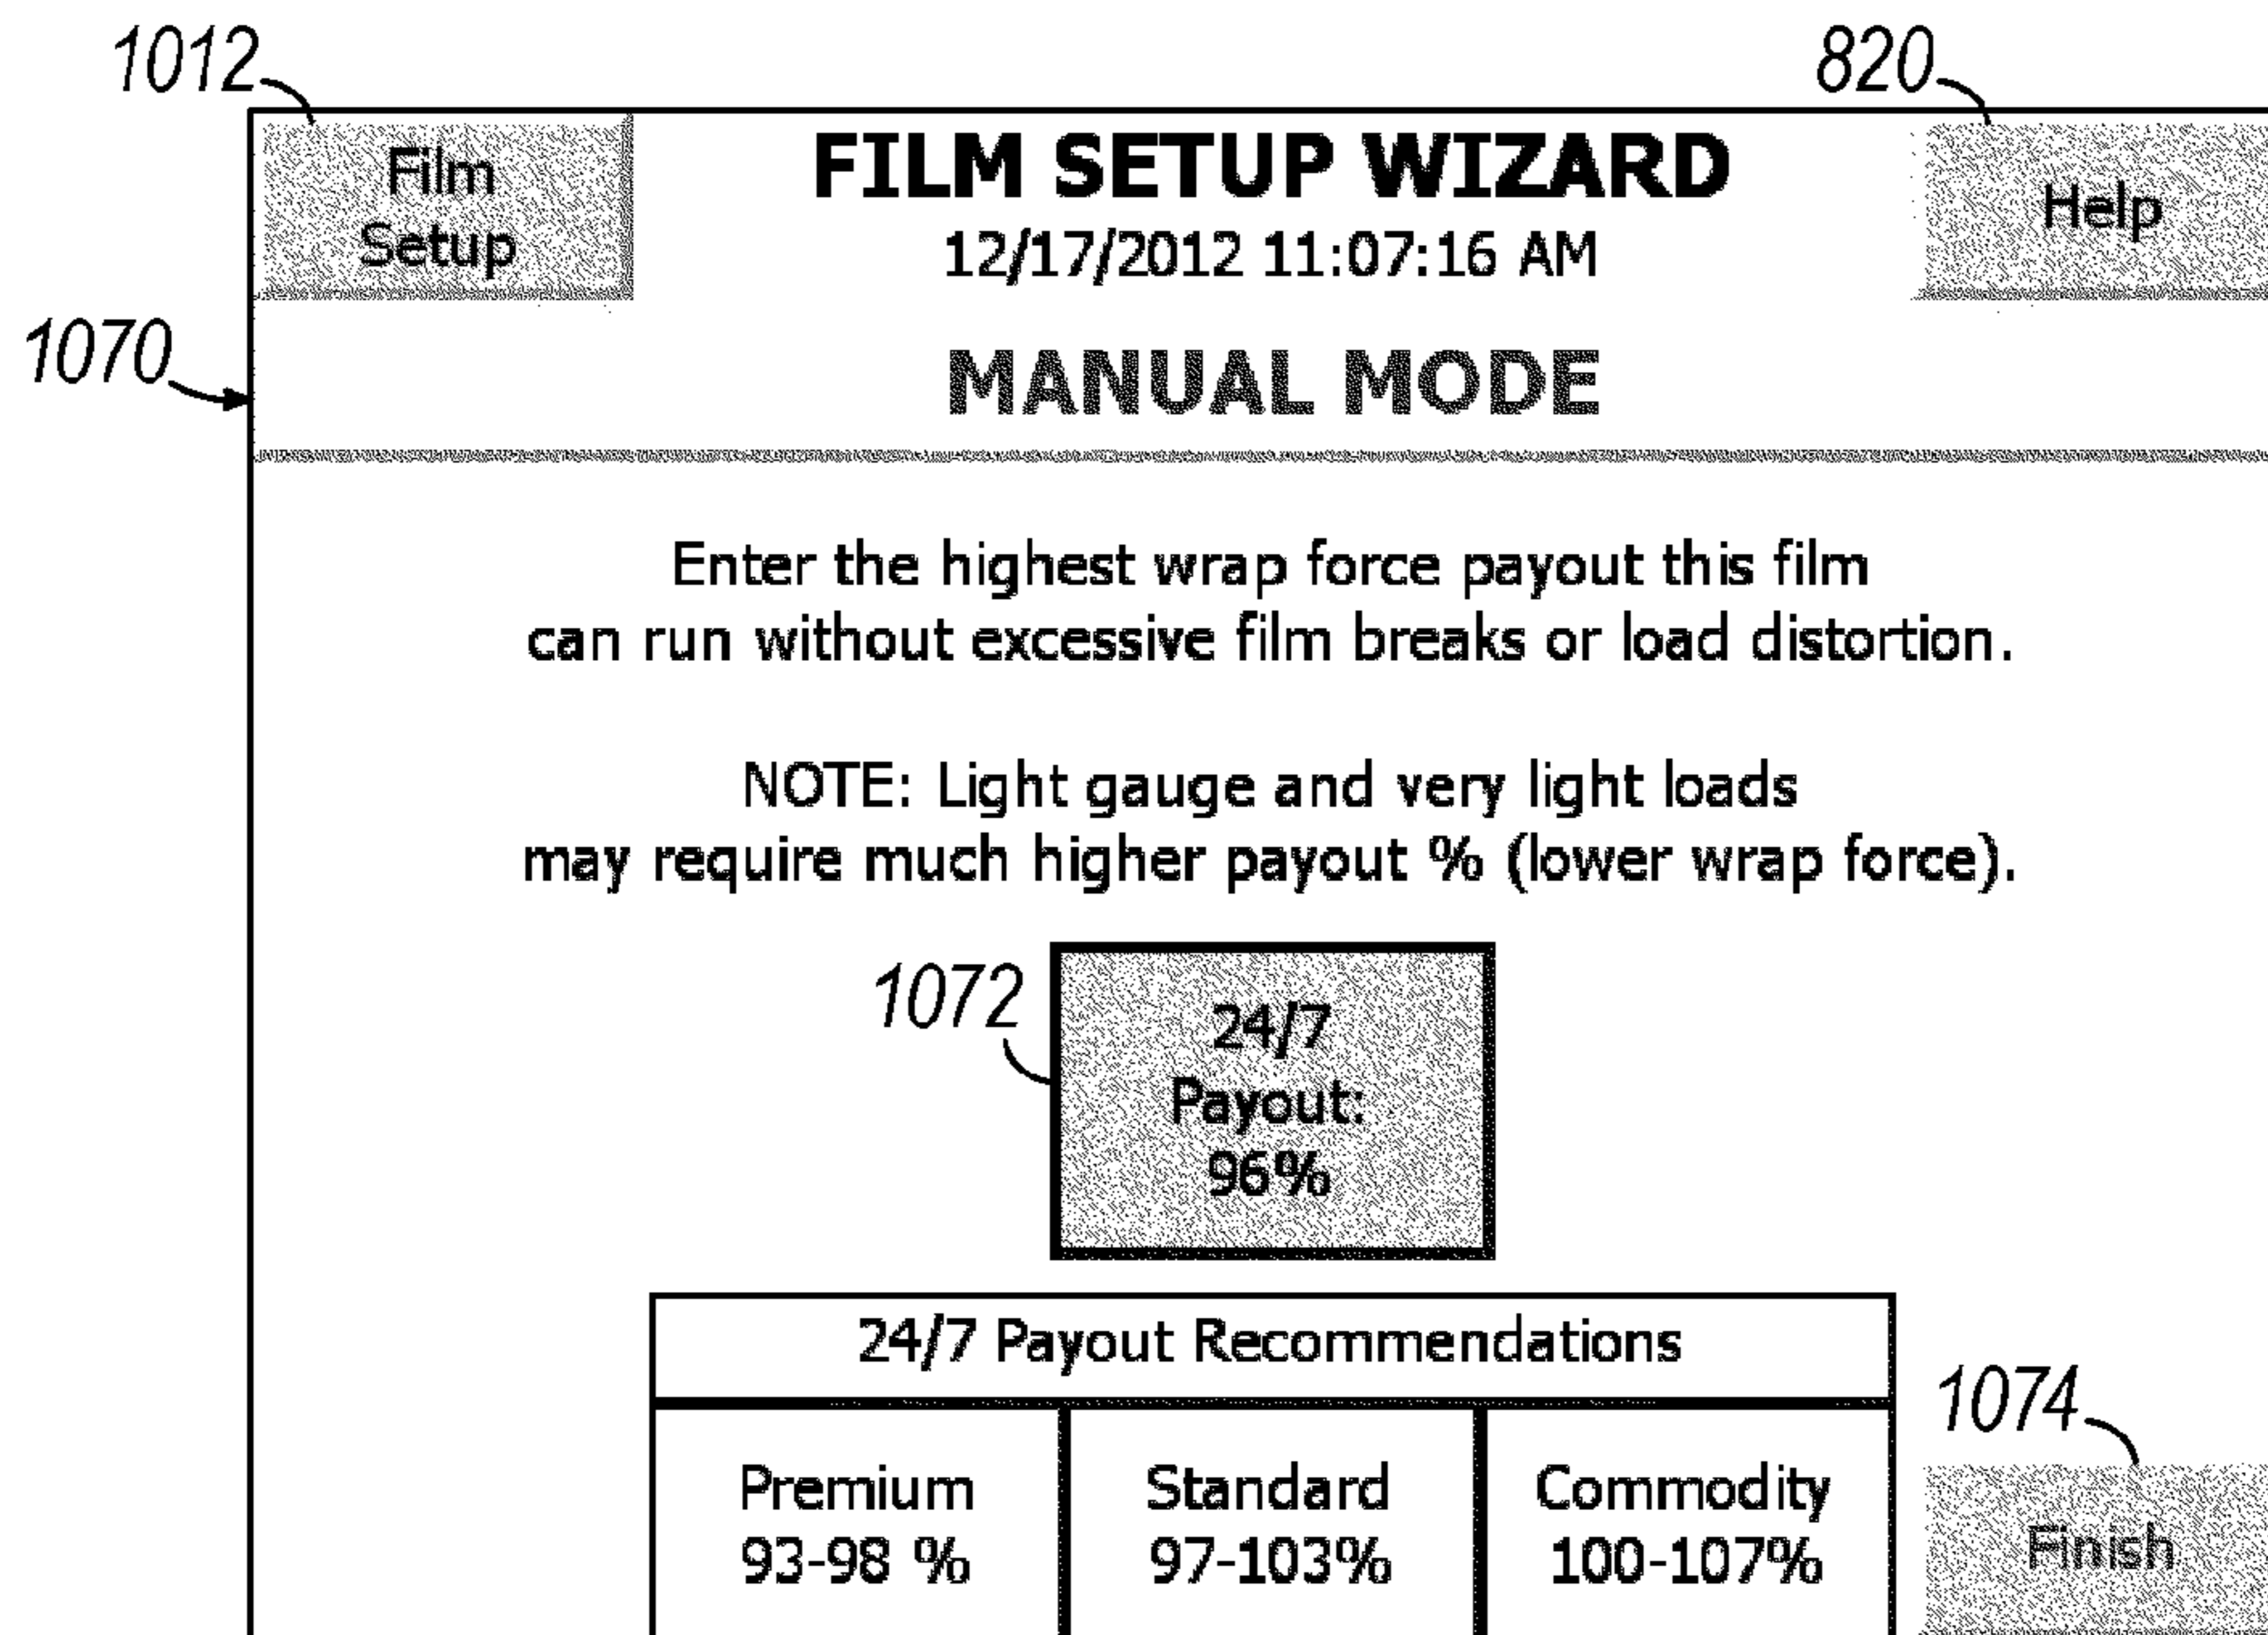 1012
820
Film
Setup
FILM SETUP WIZARD
12/17/2012 11:07:16 AM
Help
1070
MANUAL MODE
Enter the highest wrap force payout this film
can run without excessive film breaks or load distortion.
NOTE: Light gauge and very light loads
may require much higher payout % (lower wrap force).
1072
24/7
Payout:
96%
24/7 Payout Recommendations
1074
Premium
93-98 %
Standard
97-103%
Commodity
100-107%
Finish